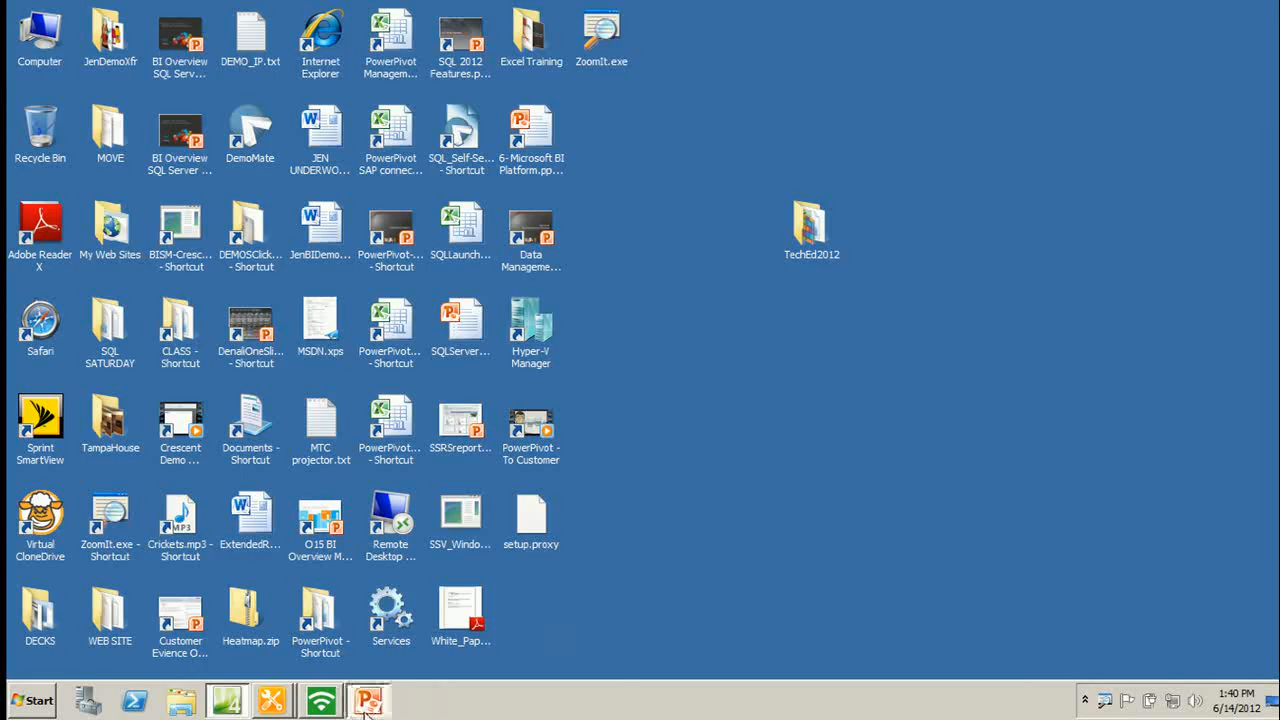 Computer
JenDemoXfr
BI Overview
SQL Serv...
DEMO_IP.txt
Internet
Explorer
PowerPivot
Managem...
SQL 2012
Features.p...
Excel Training
ZoomIt.exe
Recycle Bin
MOVE
BI Overview
SQL Server ...
DemoMate
JEN
UNDERWO...
PowerPivot
SAP connec...
SQL_Self-Se...
- Shortcut
6- Microsoft BI
Platform.pp...
Adobe Reader
X
My Web Sites
BISM-Cresc...
- Shortcut
DEMOSClick...
- Shortcut
JenBIDemo...
PowerPivot-...
- Shortcut
SQLLaunch...
Data
Manageme...
TechEd2012
Safari
SQL
SATURDAY
CLASS -
Shortcut
DenaliOneSli...
- Shortcut
MSDN.xps
PowerPivot...
- Shortcut
SQLServer...
Hyper-V
Manager
Sprint
SmartView
TampaHouse
Crescent
Demo ...
Documents -
Shortcut
MTC
projector.txt
PowerPivot...
- Shortcut
SSRSreport...
PowerPivot -
To Customer
Virtual
CloneDrive
ZoomIt.exe -
Shortcut
MP3
Crickets.mp3 -
Shortcut
ExtendedR...
O15 BI
Overview M...
Remote
Desktop ...
SSV_Windo...
setup.proxy
DECKS
WEB SITE
Customer
Evience O...
Heatmap.zip
PowerPivot -
Shortcut
Services
White_Pap...
Start
1:40 PM
6/14/2012